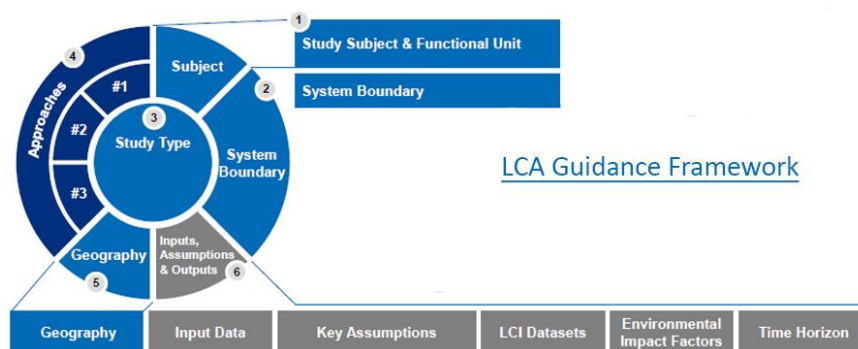 1
Study Subject & Functional Unit
4
Subject
#1
2
System Boundary
3
Approaches
#2
Study Type
System
Boundary
LCA Guidance Framework
#3
Geography
Inputs,
Assumptions
& Outputs
6
5
Geography
Input Data
Key Assumptions
LCI Datasets
Environmental
Impact Factors
Time Horizon